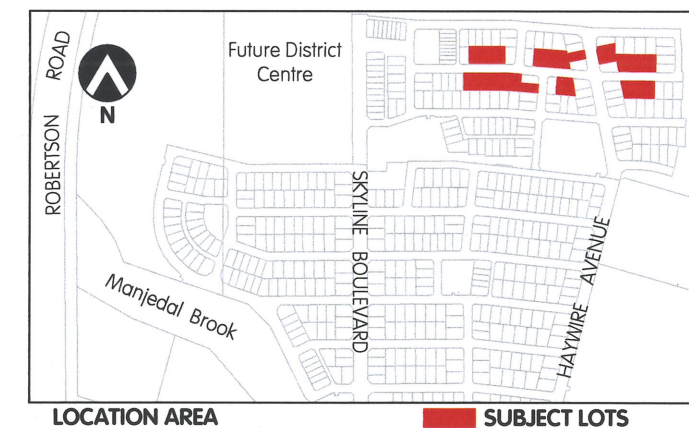 ROBERTSON ROAD
N
Future District
Centre
SKYLINE BOULEVARD
HAYWIRE AVENUE
Manjedal Brook
LOCATION AREA
SUBJECT LOTS